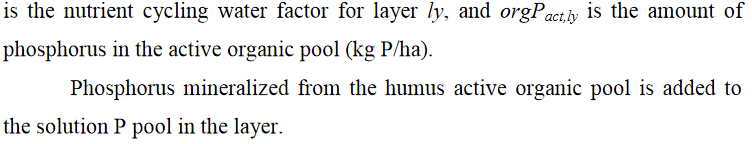 is the nutrient cycling water factor for layer ly, and orgPact,ly is the amount of
phosphorus in the active organic pool (kg P/ha).
Phosphorus mineralized from the humus active organic pool is added to
the solution P pool in the layer.